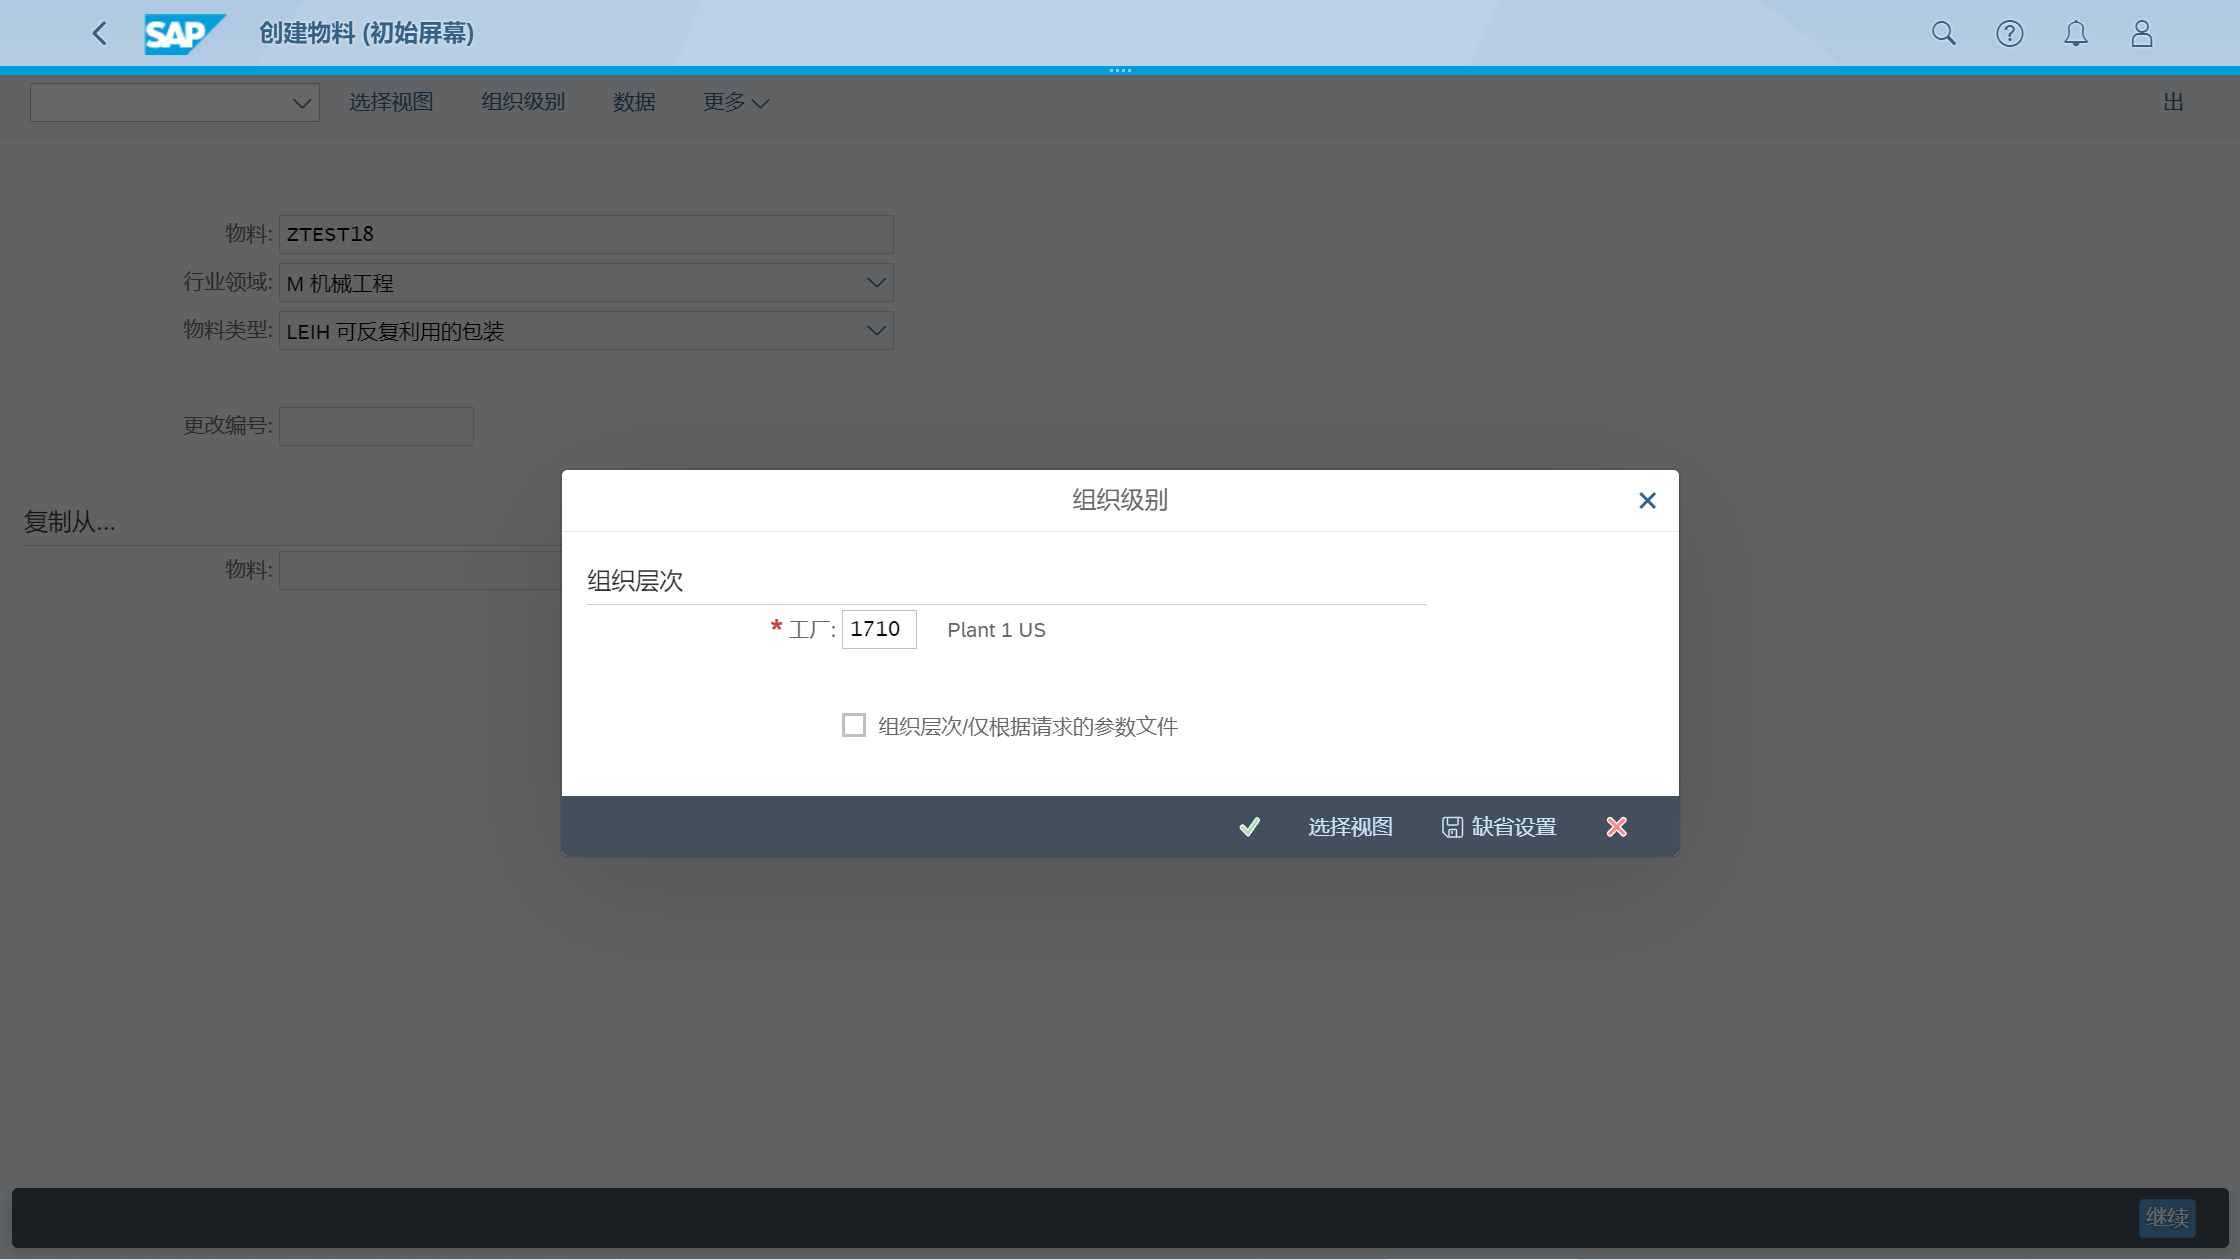 SAP 创建物料 (初始屏幕)
选择视图 组织级别 数据 更多 出
物料: ZTEST18
行业领域: M 机械工程
物料类型: LEIH 可反复利用的包装
更改编号:
复制从...
物料:
组织级别
组织层次
* 工厂: 1710 Plant 1 US
组织层次/仅根据请求的参数文件
选择视图 缺省设置
继续